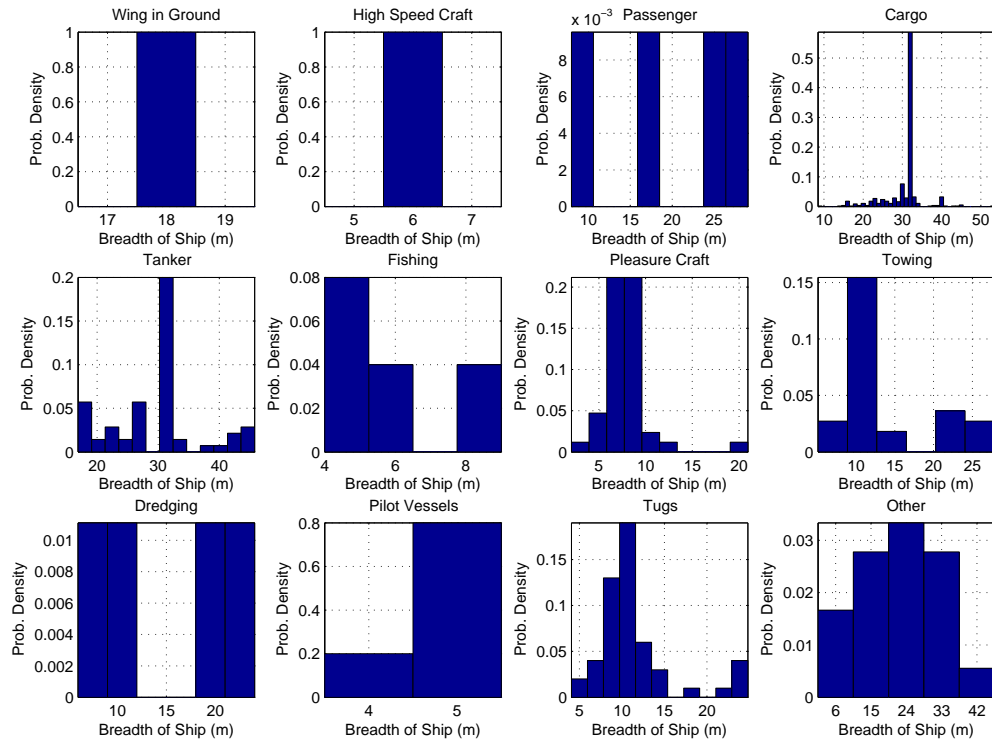 Wing in Ground
Prob. Density
1
0.8
0.6
0.4
0.2
0
17 18 19
Breadth of Ship (m)
High Speed Craft
Prob. Density
1
0.8
0.6
0.4
0.2
0
5 6 7
Breadth of Ship (m)
x 10⁻³ Passenger
Prob. Density
8
6
4
2
0
10 15 20 25
Breadth of Ship (m)
Cargo
Prob. Density
0.5
0.4
0.3
0.2
0.1
0
10 20 30 40 50
Breadth of Ship (m)
Tanker
Prob. Density
0.2
0.15
0.1
0.05
0
20 30 40
Breadth of Ship (m)
Fishing
Prob. Density
0.08
0.06
0.04
0.02
0.00
4 6 8
Breadth of Ship (m)
Pleasure Craft
Prob. Density
0.2
0.15
0.1
0.05
0
5 10 15 20
Breadth of Ship (m)
Towing
Prob. Density
0.15
0.1
0.05
0
10 15 20 25
Breadth of Ship (m)
Dredging
Prob. Density
0.01
0.008
0.006
0.004
0.002
0
10 20
Breadth of Ship (m)
Pilot Vessels
Prob. Density
0.8
0.6
0.4
0.2
0
4 5
Breadth of Ship (m)
Tugs
Prob. Density
0.15
0.1
0.05
0
5 10 15 20
Breadth of Ship (m)
Other
Prob. Density
0.03
0.02
0.01
0
6 15 24 33 42
Breadth of Ship (m)